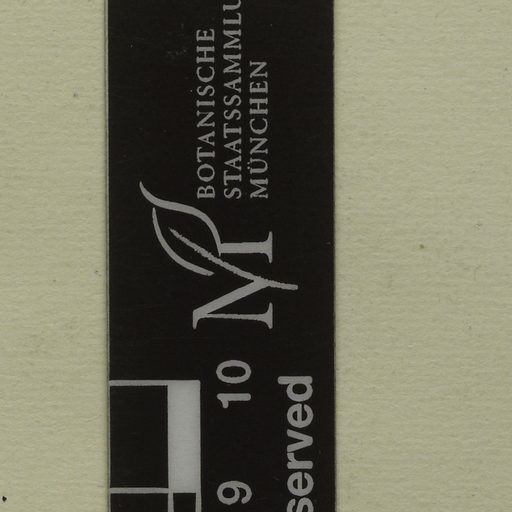 BOTANISCHE
STAATSSAMMLU
MÜNCHEN
M
9 10
served